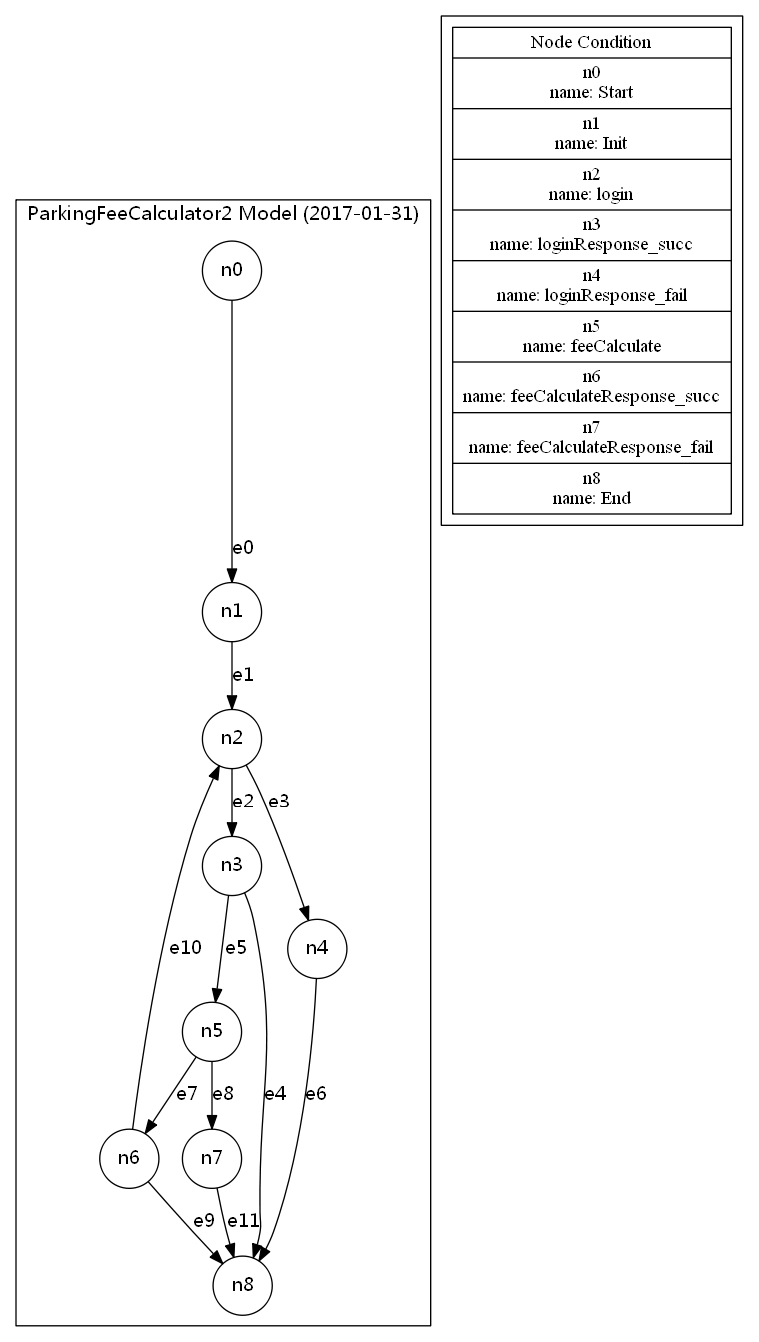 ParkingFeeCalculator2 Model (2017-01-31)
n0
e0
n1
e1
n2
e2
e3
n3
n4
e10
e5
n5
e7
e8
e4
e6
n6
n7
e9
e11
n8
Node Condition
n0
name: Start
n1
name: Init
n2
name: login
n3
name: loginResponse_succ
n4
name: loginResponse_fail
n5
name: feeCalculate
n6
name: feeCalculateResponse_succ
n7
name: feeCalculateResponse_fail
n8
name: End